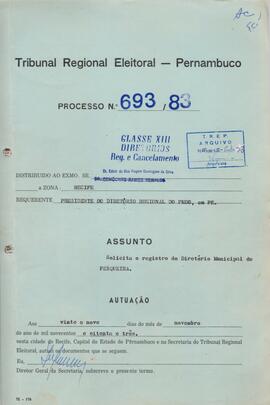 Tribunal Regional Eleitoral — Pernambuco
PROCESSO N.º 693 / 83
CLASSE XIII
DIRETÓRIOS
Reg. e Cancelamento
T.R.E.P.
ARQUIVO
DISTRIBUIDO AO EXMO. SR.
a ZONA: RECIFE
REQUERENTE PRESIDENTE DO DIRETÓRIO REGIONAL DO PMDB, em PE.
ASSUNTO
Solicita o registro do Diretório Municipal de
PESQUEIRA.
AUTUAÇÃO
Aos vinte e nove dias do mês de novembro
do ano de mil novecentos e oitenta e três,
nesta cidade do Recife, Capital do Estado de Pernambuco e na Secretaria do Tribunal Regional
Eleitoral, autuei os documentos que se seguem.
Eu,
Diretor Geral da Secretaria, subscrevo o presente termo.